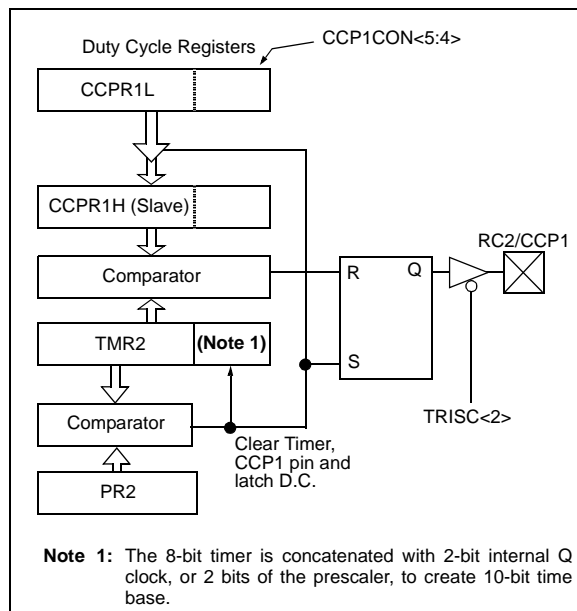 Duty Cycle Registers
CCP1CON<5:4>
CCPR1L
CCPR1H (Slave)
RC2/CCP1
Comparator
R
Q
TMR2
(Note 1)
S
Comparator
TRISC<2>
Clear Timer,
CCP1 pin and
latch D.C.
PR2
Note 1: The 8-bit timer is concatenated with 2-bit internal Q
clock, or 2 bits of the prescaler, to create 10-bit time
base.